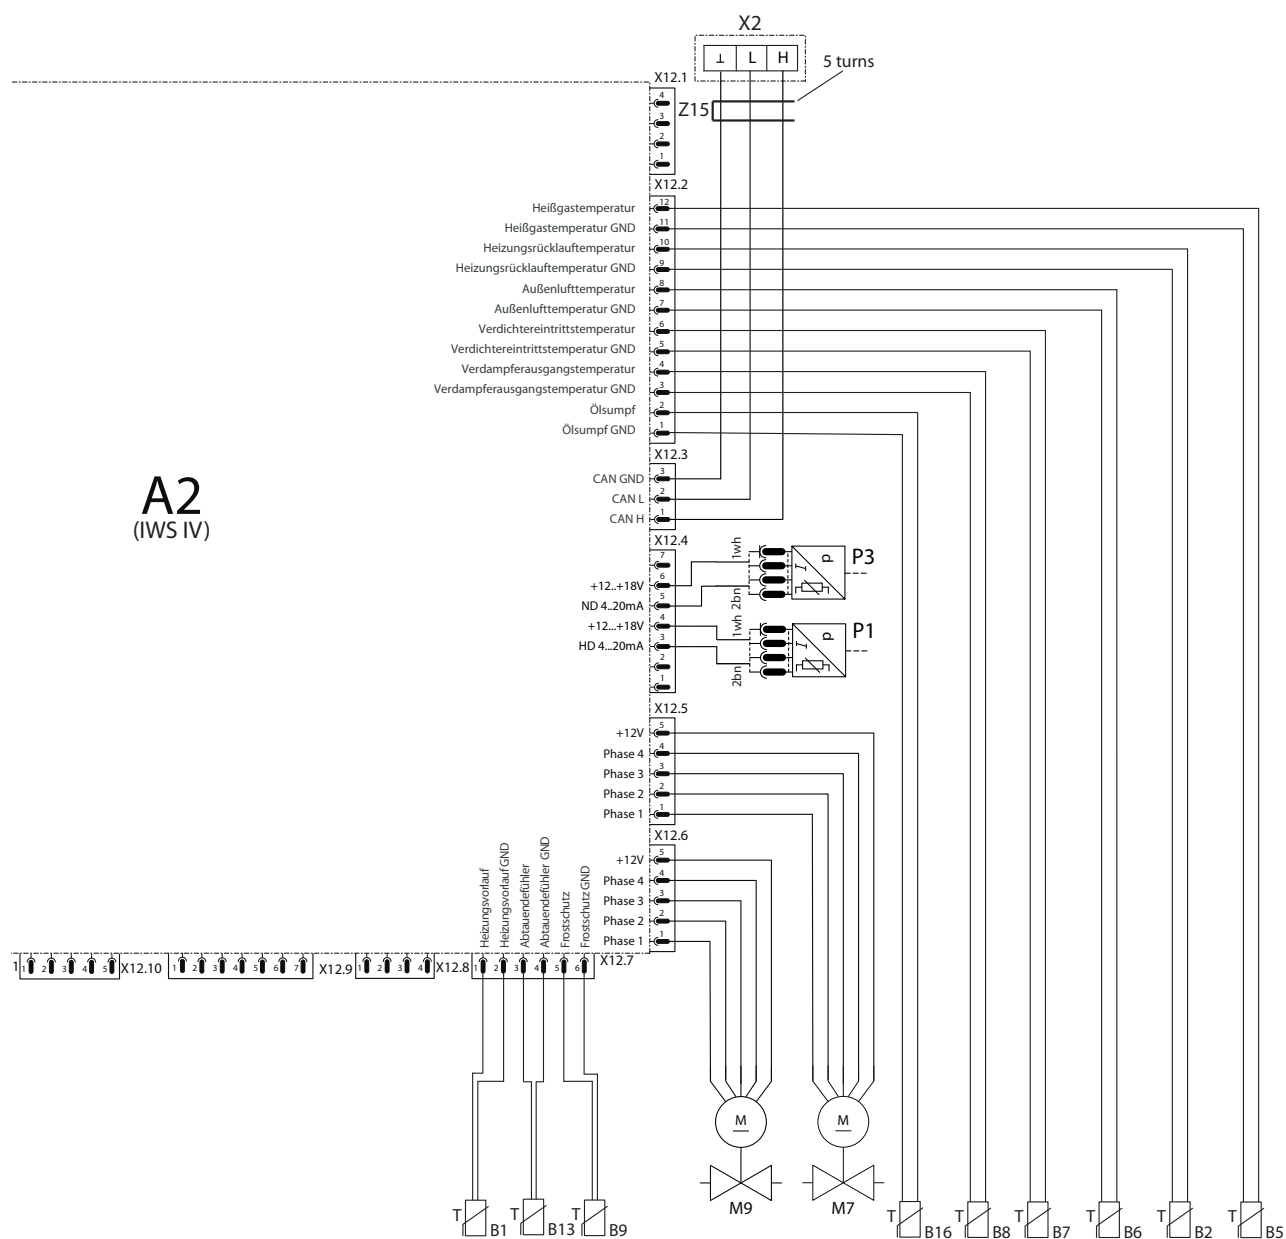 X2
⊥ L H
5 turns
X12.1
4
3
2
1
Z15
X12.2
Heißgastemperatur 12
Heißgastemperatur GND 11
Heizungsrücklauftemperatur 10
Heizungsrücklauftemperatur GND 9
Außenlufttemperatur 8
Außenlufttemperatur GND 7
Verdichtereintrittstemperatur 6
Verdichtereintrittstemperatur GND 5
Verdampferausgangstemperatur 4
Verdampferausgangstemperatur GND 3
Ölsumpf 2
Ölsumpf GND 1
X12.3
CAN GND 3
CAN L 2
CAN H 1
A2
(IWS IV)
X12.4
7
+12..+18V 6
ND 4..20mA 5
+12...+18V 4
HD 4...20mA 3
2
1
1wh
2bn
p
I
P3
1wh
2bn
p
I
P1
X12.5
+12V 5
Phase 4 4
Phase 3 3
Phase 2 2
Phase 1 1
X12.6
+12V 5
Phase 4 4
Phase 3 3
Phase 2 2
Phase 1 1
Heizungsvorlauf
Heizungsvorlauf GND
Abtauendefühler
Abtauendefühler GND
Frostschutz
Frostschutz GND
1 1 2 3 4 5 X12.10 1 2 3 4 5 6 7 X12.9 1 2 3 4 X12.8 1 2 3 4 5 6 X12.7
M M
M9 M7
T B1 T B13 T B9 T B16 T B8 T B7 T B6 T B2 T B5